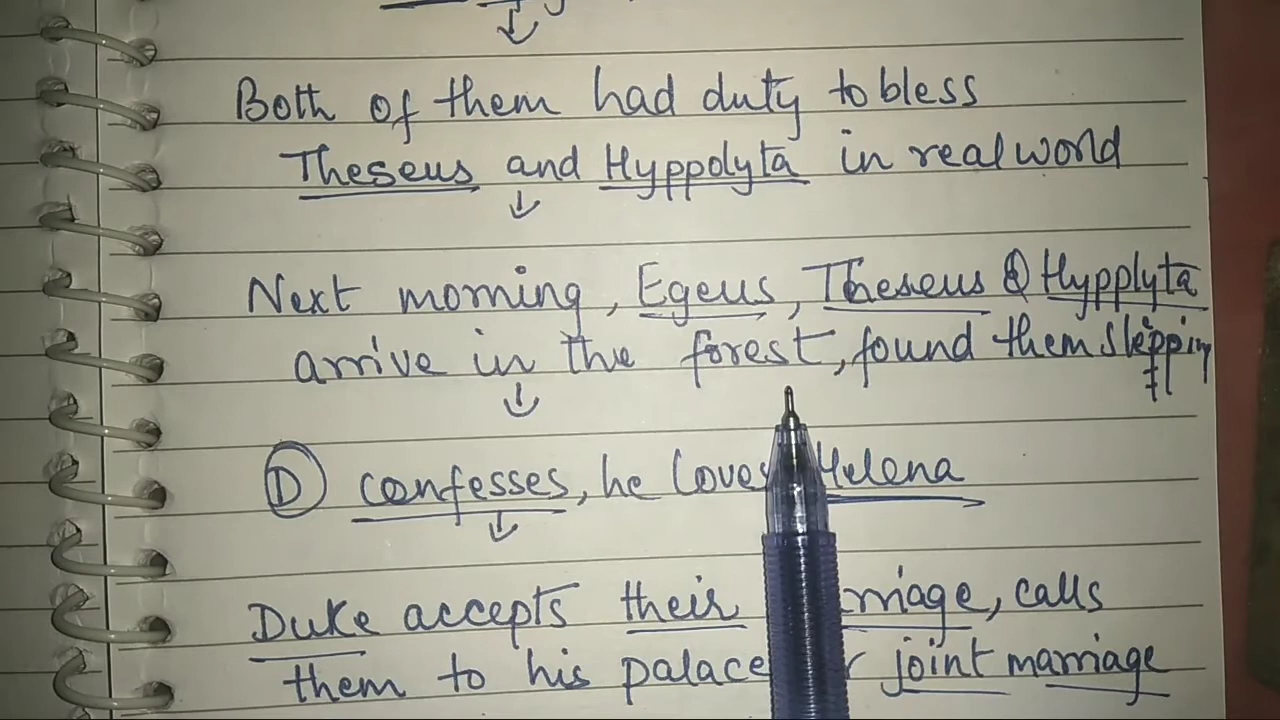 Both of them had duty to bless
Theseus and Hyppolyta in real world
Next morning, Egeus, Theseus & Hypplyta
arrive in the forest, found them sleppin
D confesses, he loves Helena
Duke accepts their marriage, calls
them to his palace joint marriage